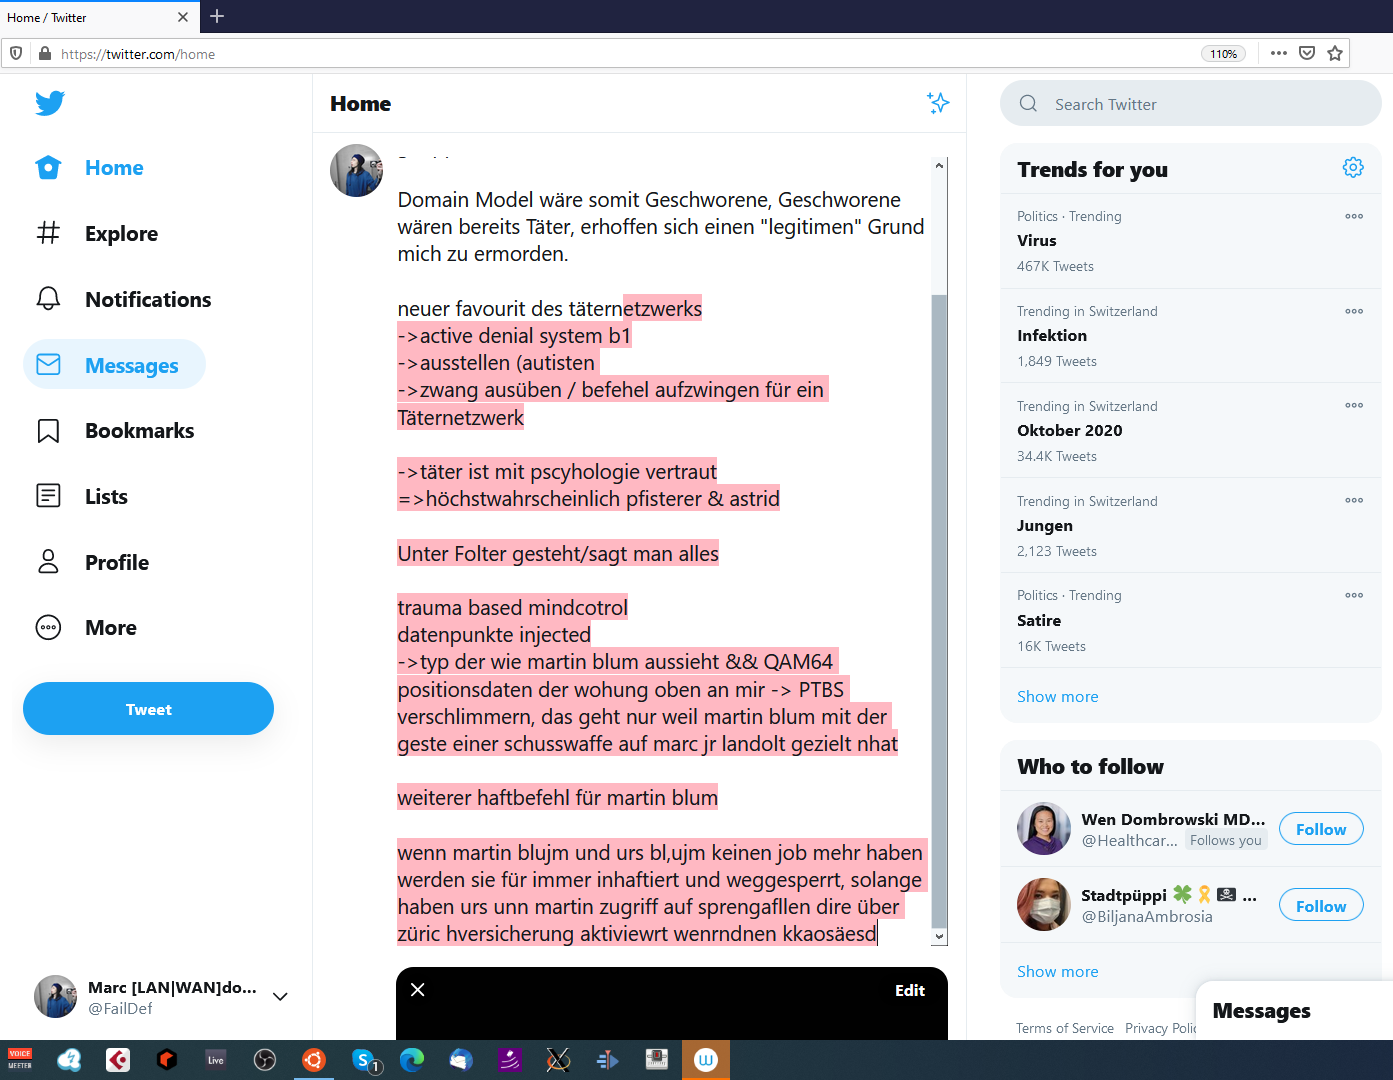 Home / Twitter
https://twitter.com/home
110%
Home
Explore
Notifications
Messages
Bookmarks
Lists
Profile
More
Tweet
Marc [LAN|WAN]do...
@FailDef
Home
Domain Model wäre somit Geschworene, Geschworene
wären bereits Täter, erhoffen sich einen "legitimen" Grund
mich zu ermorden.
neuer favourit des täternetzwerks
->active denial system b1
->ausstellen (autisten
->zwang ausüben / befehel aufzwingen für ein
Täternetzwerk
->täter ist mit pscyhologie vertraut
=>höchstwahrscheinlich pfisterer & astrid
Unter Folter gesteht/sagt man alles
trauma based mindcotrol
datenpunkte injected
->typ der wie martin blum aussieht && QAM64
positionsdaten der wohung oben an mir -> PTBS
verschlimmern, das geht nur weil martin blum mit der
geste einer schusswaffe auf marc jr landolt gezielt nhat
weiterer haftbefehl für martin blum
wenn martin blujm und urs bl,ujm keinen job mehr haben
werden sie für immer inhaftiert und weggesperrt, solange
haben urs unn martin zugriff auf sprengafllen dire über
züric hversicherung aktiviewrt wenrndnen kkaosäesd
Edit
Search Twitter
Trends for you
Politics · Trending
Virus
467K Tweets
Trending in Switzerland
Infektion
1,849 Tweets
Trending in Switzerland
Oktober 2020
34.4K Tweets
Trending in Switzerland
Jungen
2,123 Tweets
Politics · Trending
Satire
16K Tweets
Show more
Who to follow
Wen Dombrowski MD...
@Healthcar... Follows you
Follow
Stadtpüppi 🍀🎗🏴‍☠️ ...
@BiljanaAmbrosia
Follow
Show more
Terms of Service Privacy
Messages
VOICE
MEETER
Live
1